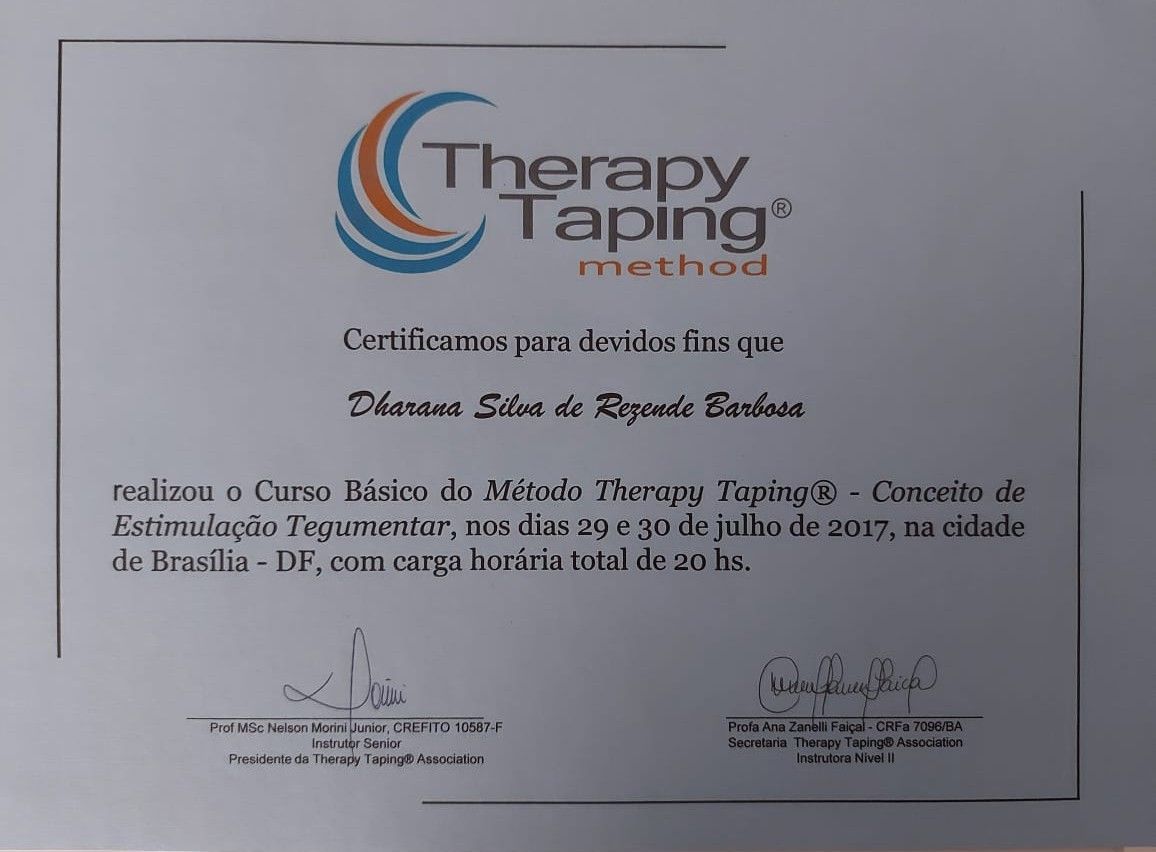 Therapy
Taping®
method
Certificamos para devidos fins que
Dharana Silva de Rezende Barbosa
realizou o Curso Básico do Método Therapy Taping® - Conceito de
Estimulação Tegumentar, nos dias 29 e 30 de julho de 2017, na cidade
de Brasília - DF, com carga horária total de 20 hs.
Prof MSc Nelson Morini Junior, CREFITO 10587-F
Instrutor Senior
Presidente da Therapy Taping® Association
Profa Ana Zanelli Faiçal - CRFa 7096/BA
Secretaria Therapy Taping® Association
Instrutora Nivel II